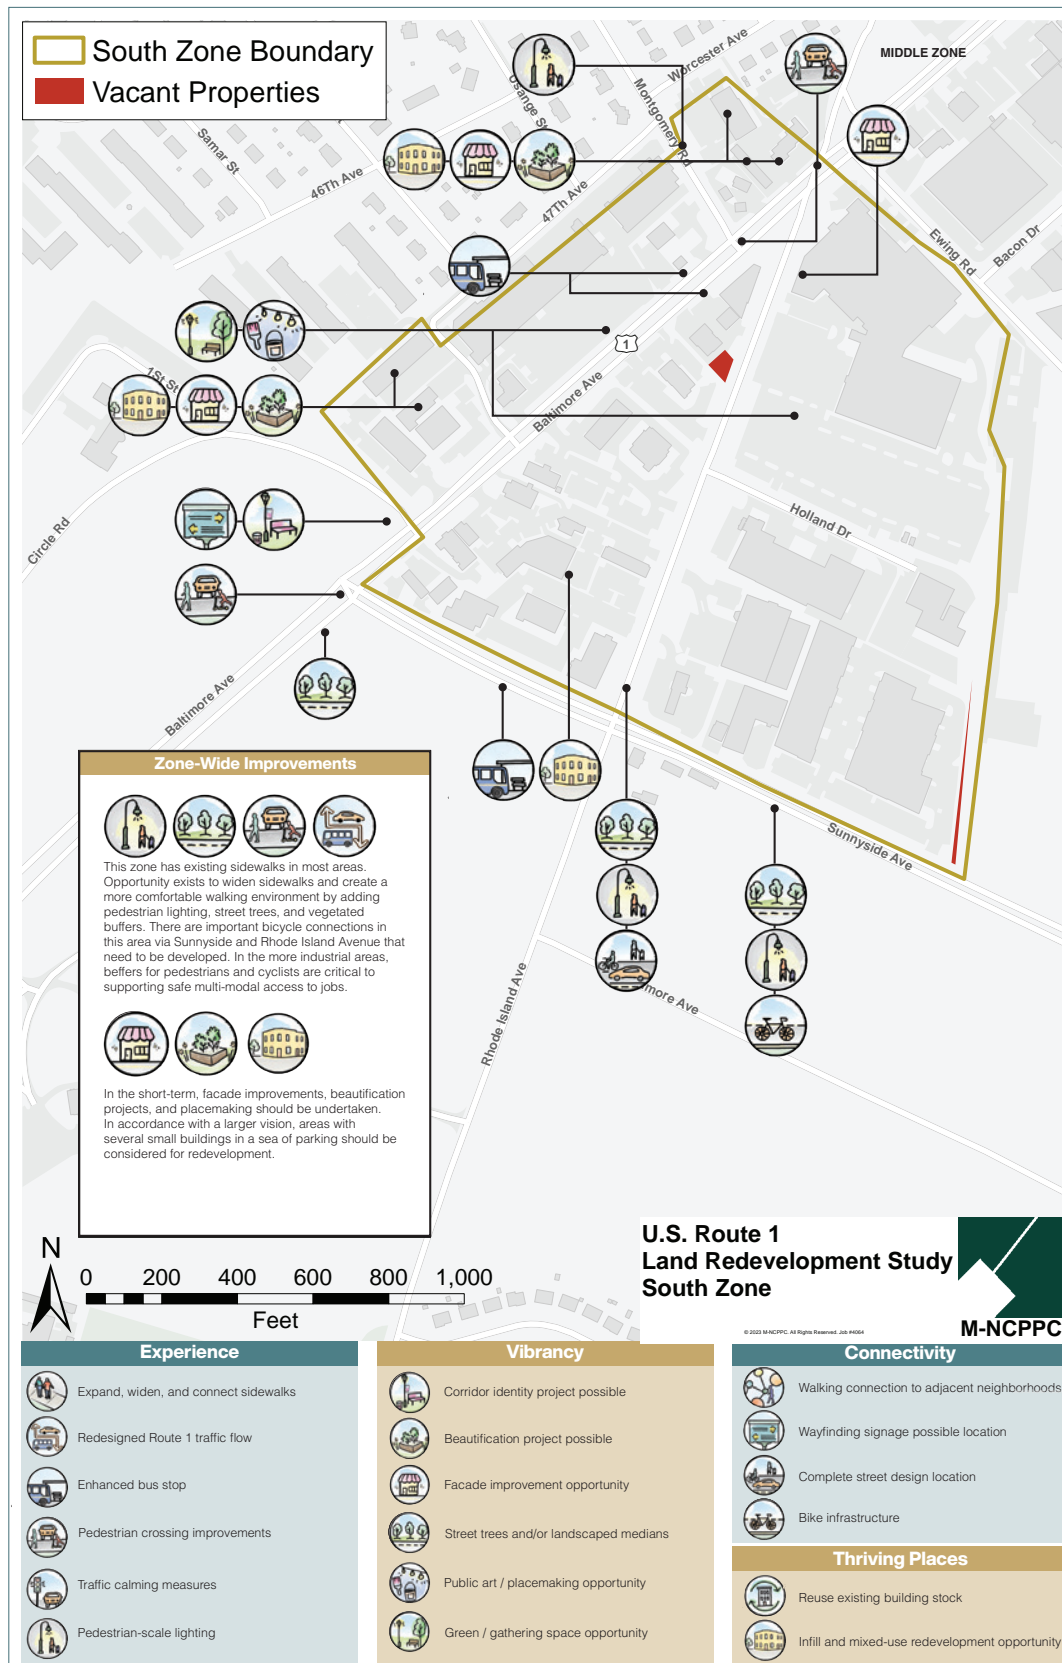 South Zone Boundary
Vacant Properties
MIDDLE ZONE
Worcester Ave
Osange St
Montgomery Rd
Samar St
46Th Ave
47Th Ave
Ewing Rd
Bacon Dr
1
1St St
Baltimore Ave
Holland Dr
Circle Rd
Baltimore Ave
Sunnyside Ave
Rhode Island Ave
more Ave
Zone-Wide Improvements
This zone has existing sidewalks in most areas.
Opportunity exists to widen sidewalks and create a
more comfortable walking environment by adding
pedestrian lighting, street trees, and vegetated
buffers. There are important bicycle connections in
this area via Sunnyside and Rhode Island Avenue that
need to be developed. In the more industrial areas,
beffers for pedestrians and cyclists are critical to
supporting safe multi-modal access to jobs.
In the short-term, facade improvements, beautification
projects, and placemaking should be undertaken.
In accordance with a larger vision, areas with
several small buildings in a sea of parking should be
considered for redevelopment.
N
0 200 400 600 800 1,000
Feet
U.S. Route 1
Land Redevelopment Study
South Zone
© 2023 M-NCPPC. All Rights Reserved. Job #4064
M-NCPPC
Experience
Expand, widen, and connect sidewalks
Redesigned Route 1 traffic flow
Enhanced bus stop
Pedestrian crossing improvements
Traffic calming measures
Pedestrian-scale lighting
Vibrancy
Corridor identity project possible
Beautification project possible
Facade improvement opportunity
Street trees and/or landscaped medians
Public art / placemaking opportunity
Green / gathering space opportunity
Connectivity
Walking connection to adjacent neighborhoods
Wayfinding signage possible location
Complete street design location
Bike infrastructure
Thriving Places
Reuse existing building stock
Infill and mixed-use redevelopment opportunity